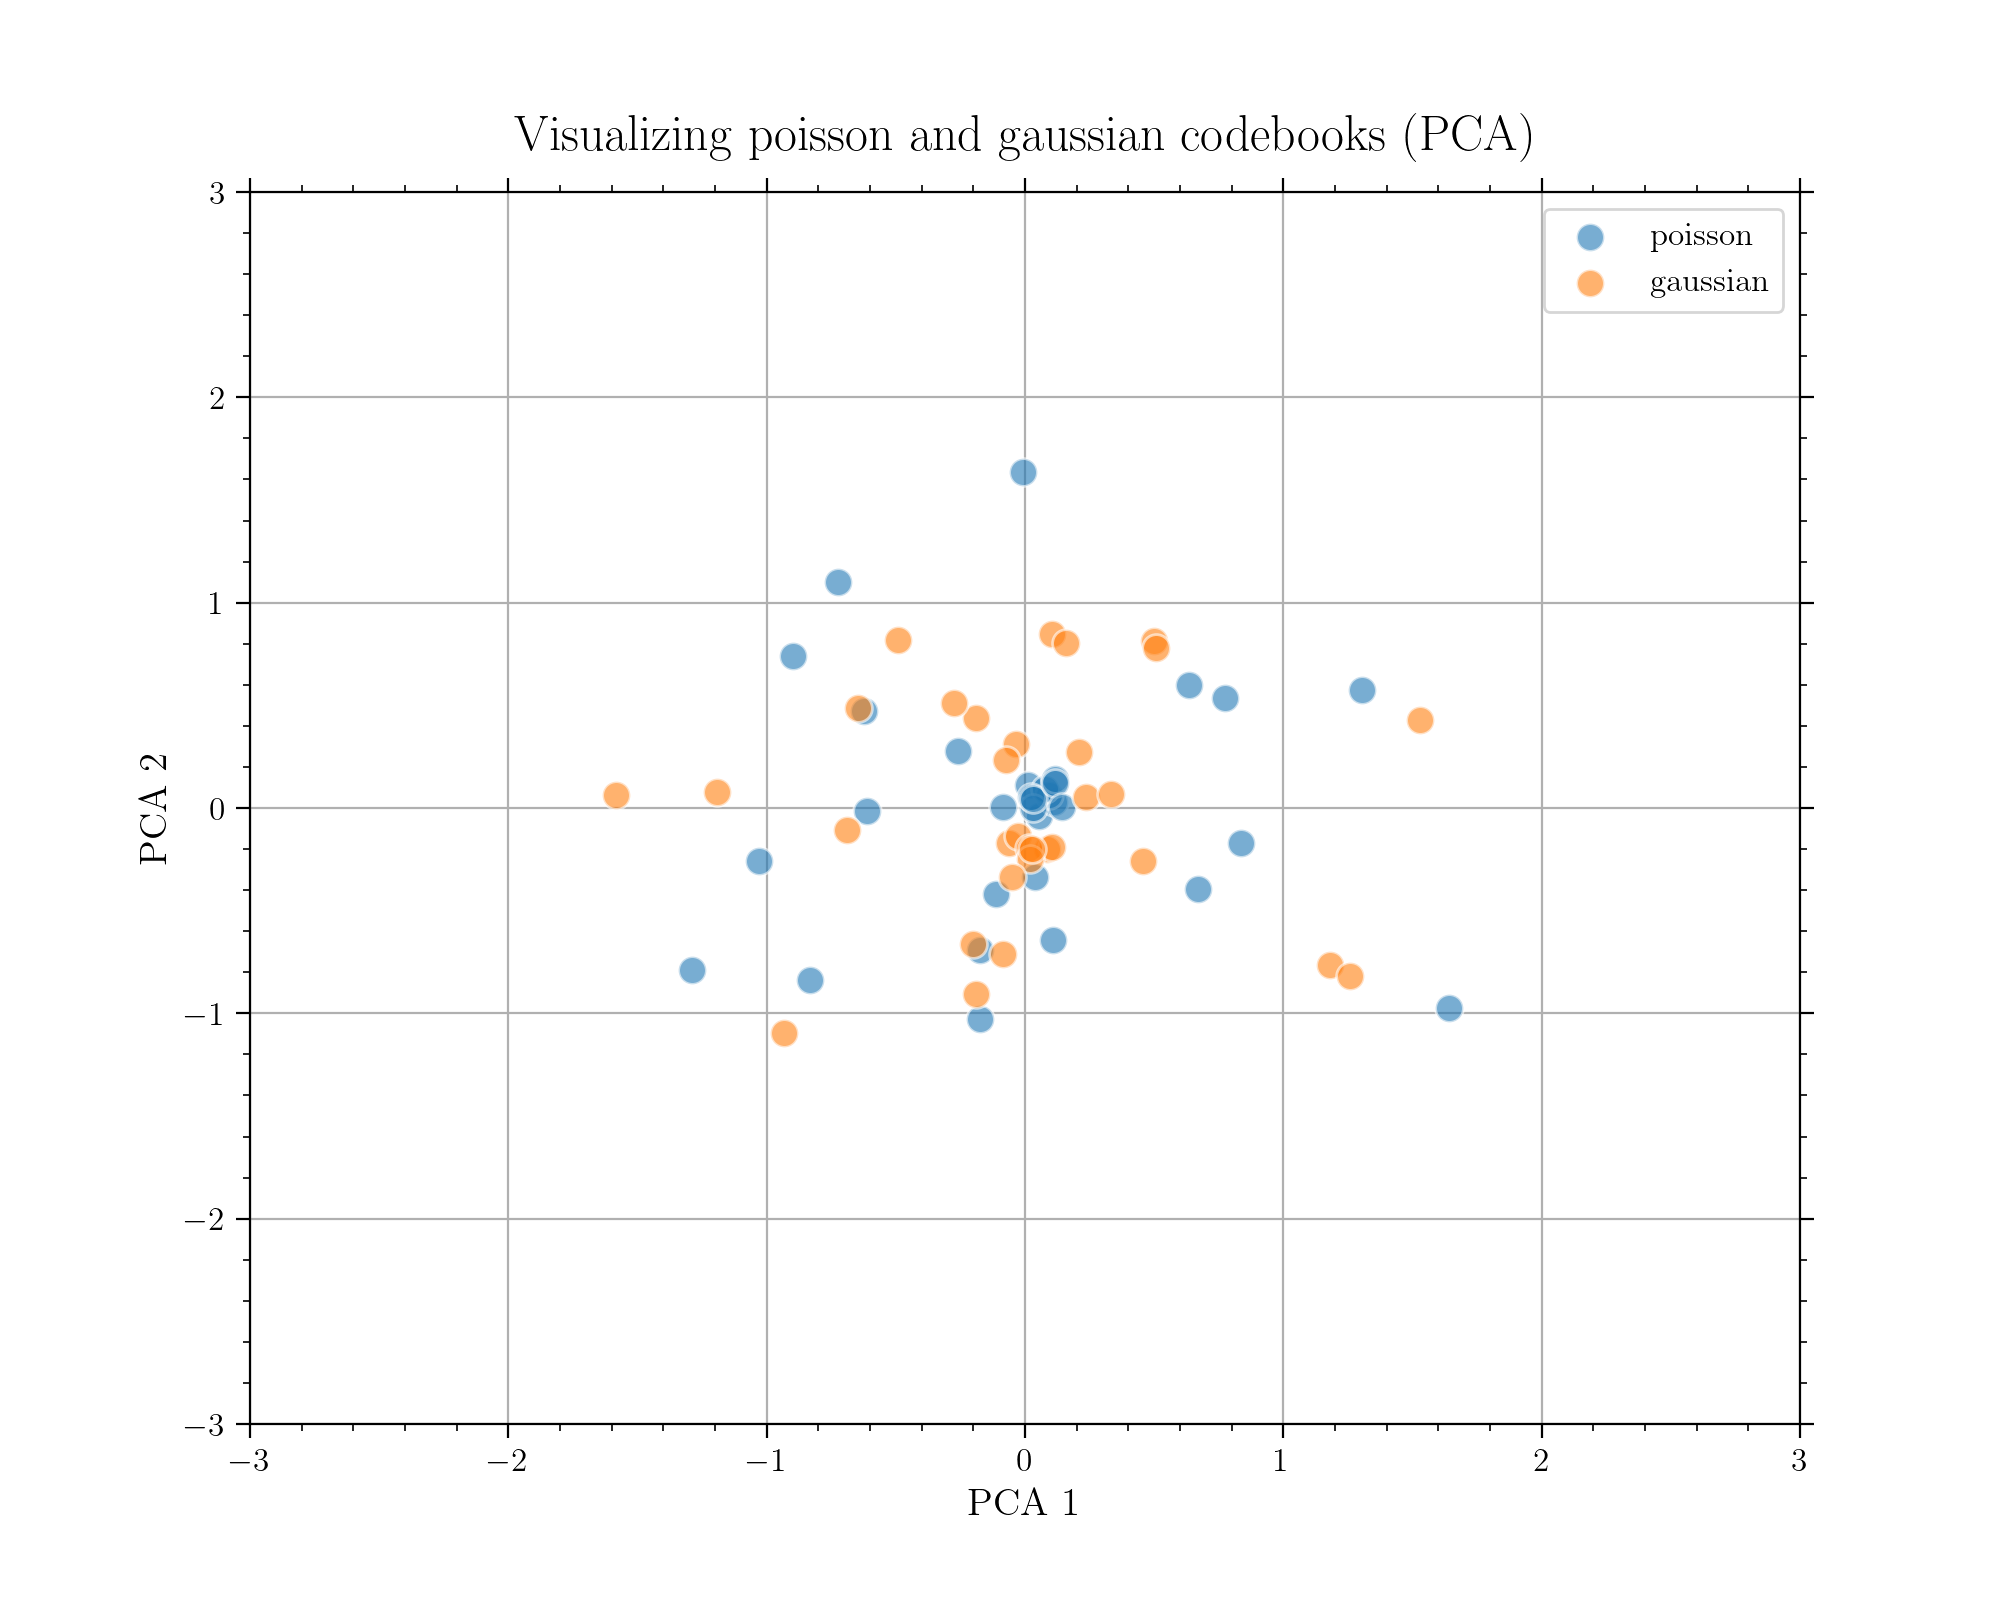 Visualizing poisson and gaussian codebooks (PCA)
poisson
gaussian
3
2
1
0
−1
−2
−3
PCA 2
−3
−2
−1
0
1
2
3
PCA 1